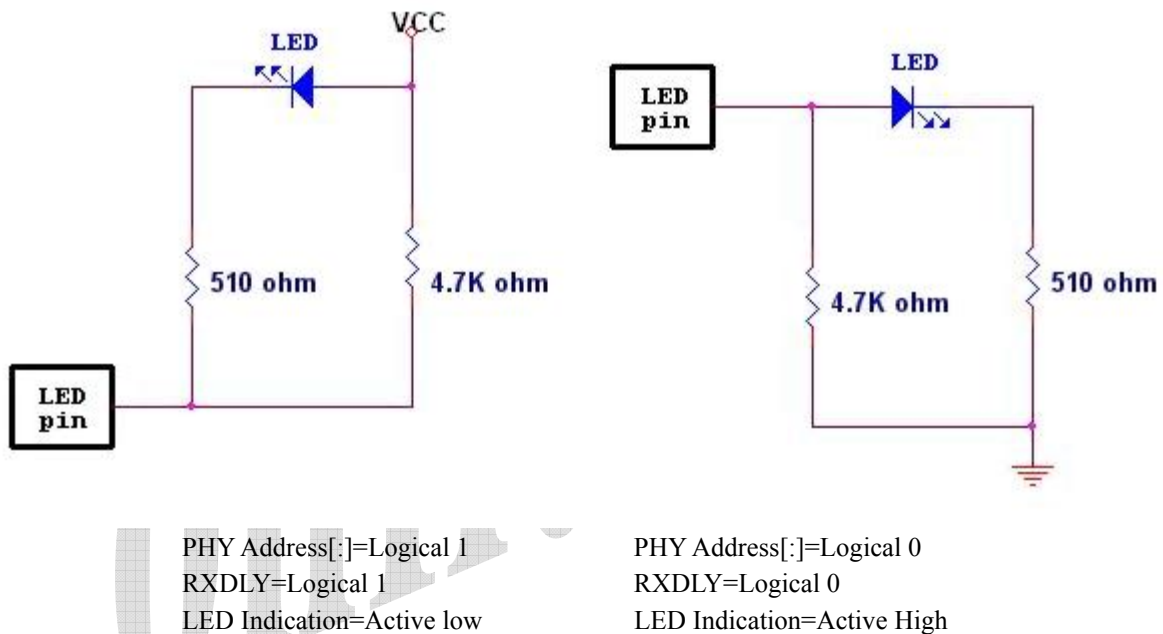 VCC
LED
510 ohm
4.7K ohm
LED
pin
LED
pin
LED
4.7K ohm
510 ohm
PHY Address[:]=Logical 1
RXDLY=Logical 1
LED Indication=Active low
PHY Address[:]=Logical 0
RXDLY=Logical 0
LED Indication=Active High